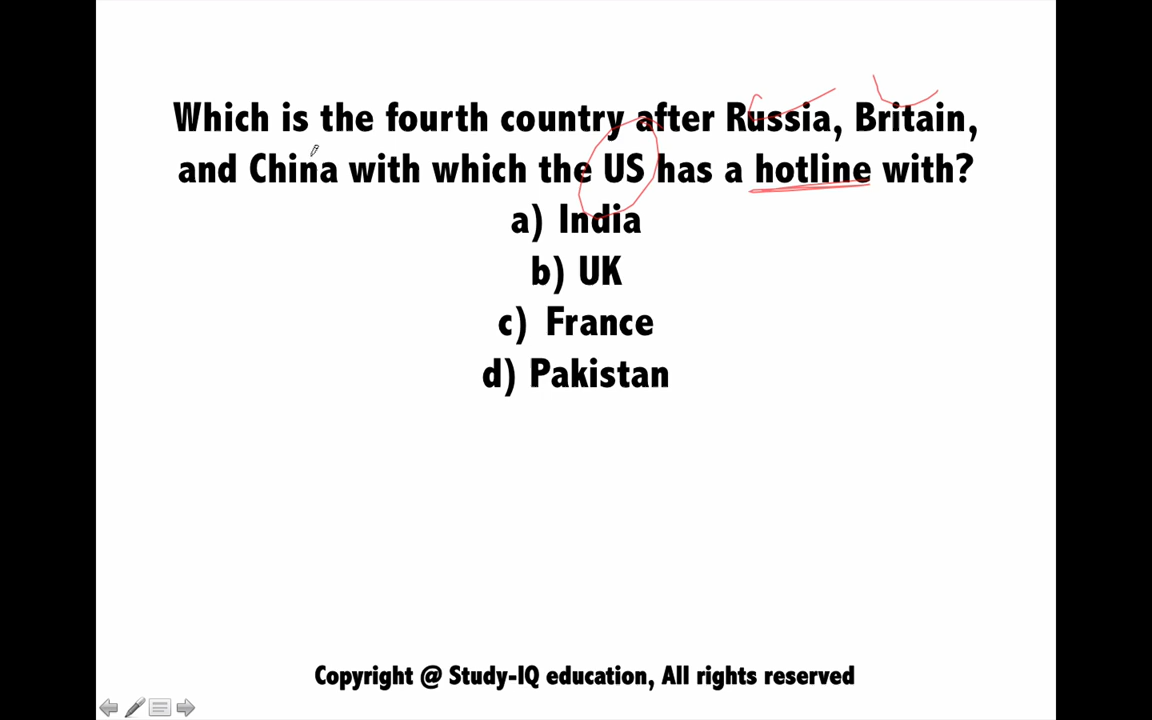 Which is the fourth country after Russia, Britain,
and China with which the US has a hotline with?
a) India
b) UK
c) France
d) Pakistan
Copyright @ Study-IQ education, All rights reserved